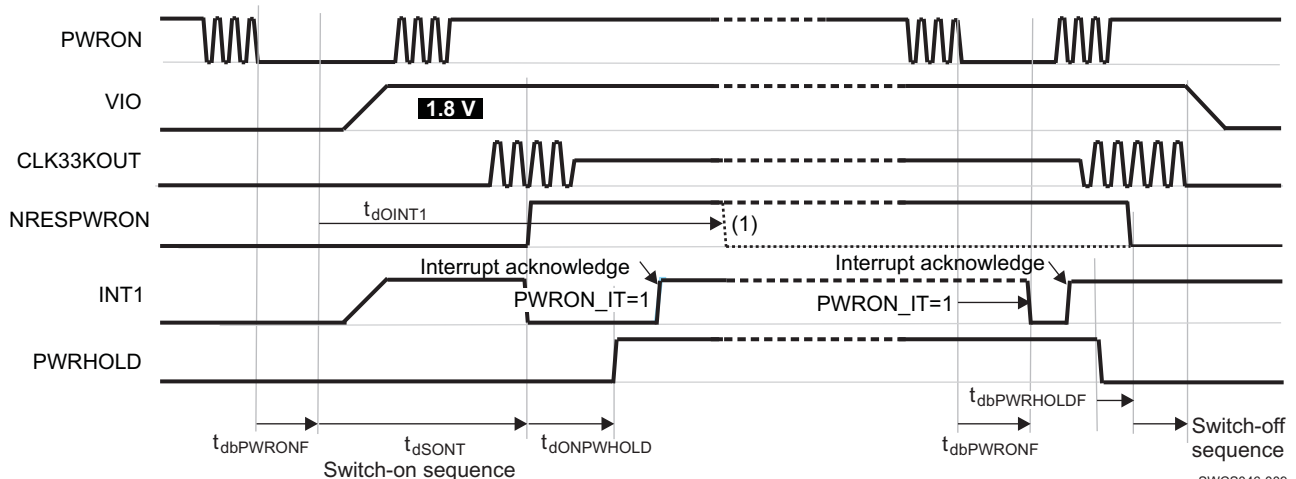 PWRON
VIO
1.8 V
CLK33KOUT
NRESPWRON
tdOINT1
(1)
Interrupt acknowledge
Interrupt acknowledge
INT1
PWRON_IT=1
PWRON_IT=1
PWRHOLD
tdbPWRHOLDF
tdbPWRONF
tdSONT
tdONPWHOLD
tdbPWRONF
Switch-off
sequence
Switch-on sequence